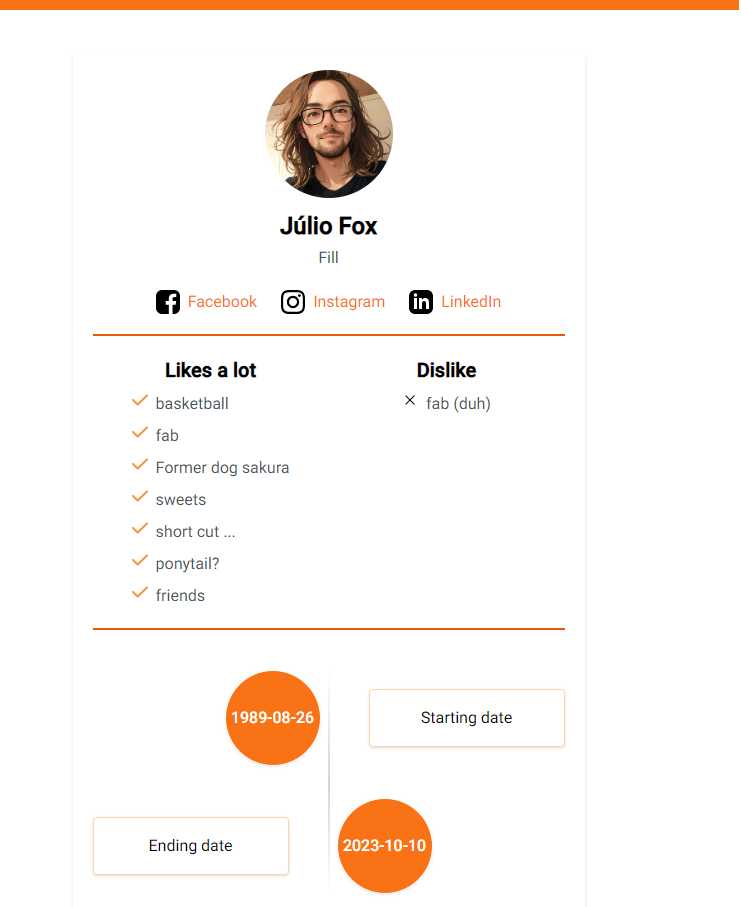 Júlio Fox
Fill
Facebook Instagram LinkedIn
Likes a lot
basketball
fab
Former dog sakura
sweets
short cut ...
ponytail?
friends
Dislike
fab (duh)
1989-08-26
Starting date
Ending date
2023-10-10